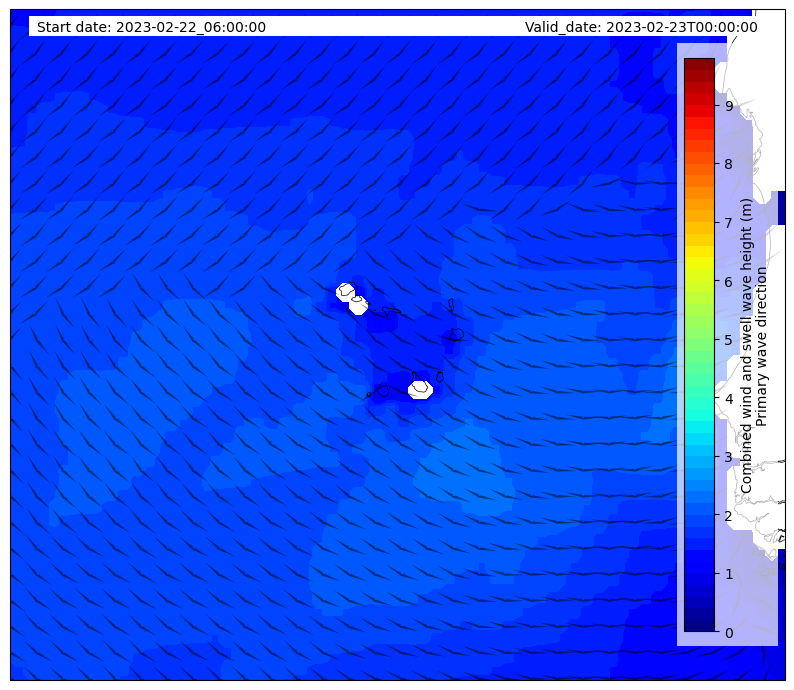 Start date: 2023-02-22_06:00:00
Valid_date: 2023-02-23T00:00:00
9
8
7
6
5
4
3
2
1
0
Combined wind and swell wave height (m)
Primary wave direction